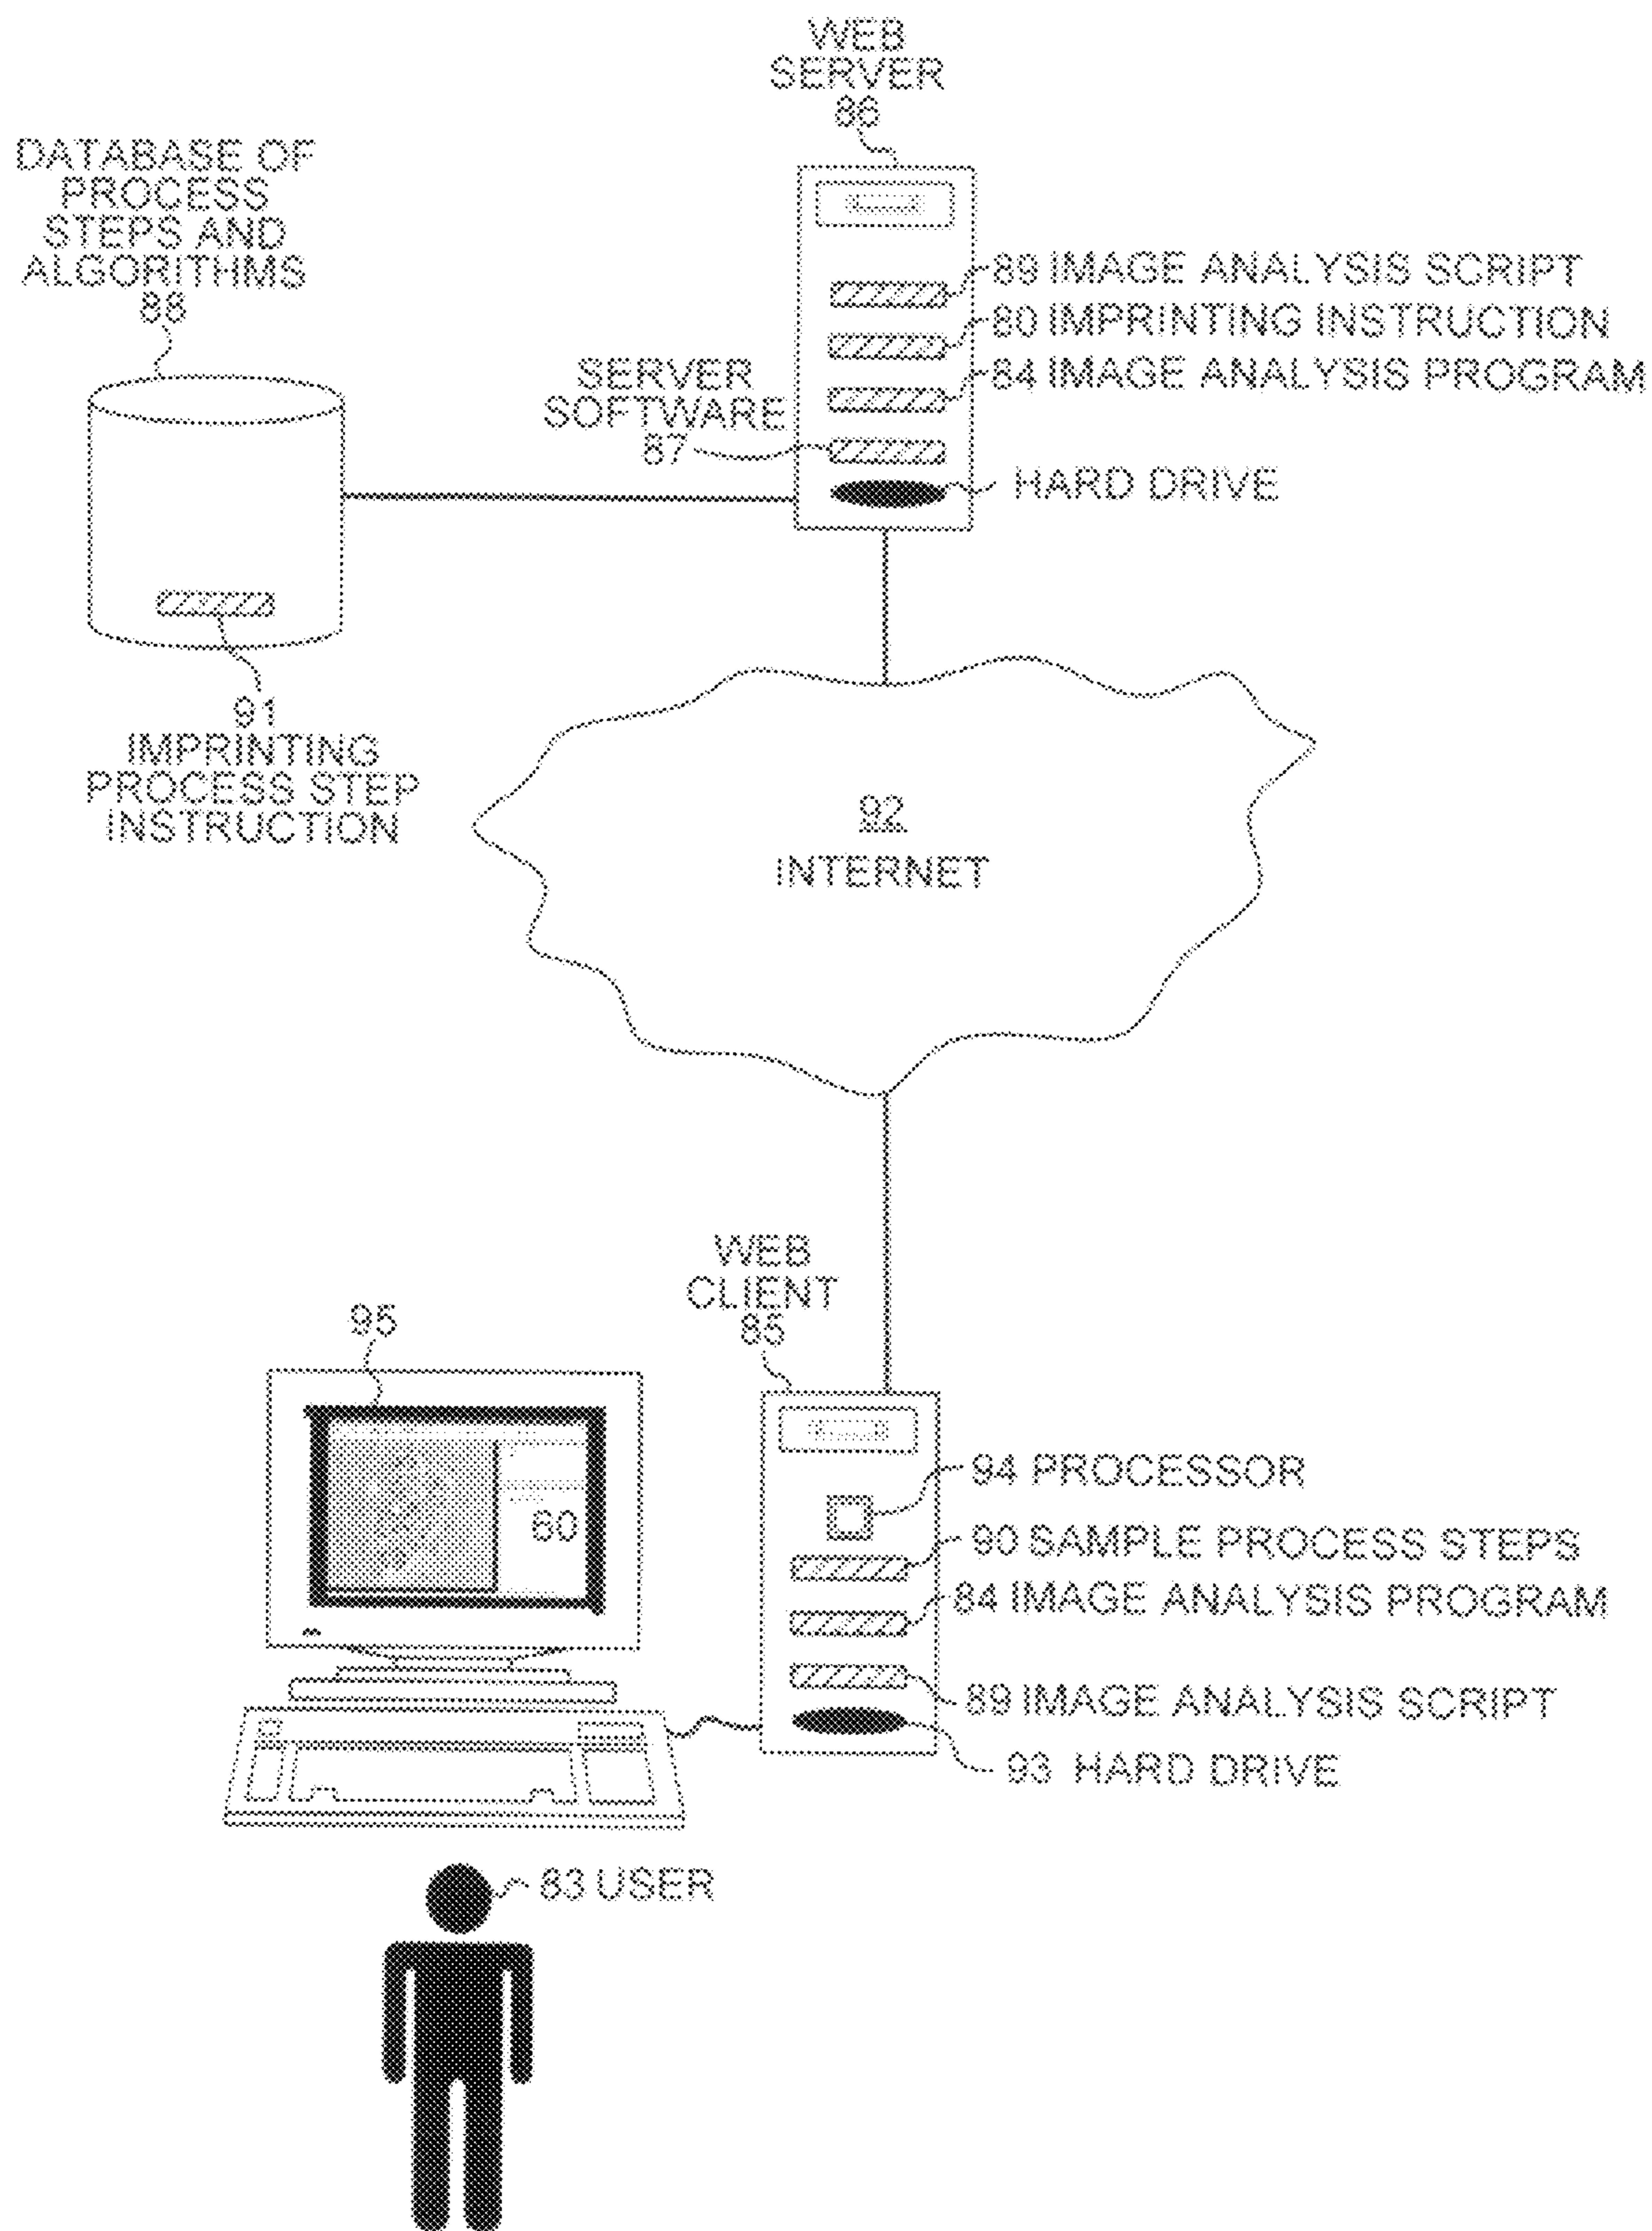 WEB
SERVER
86
DATABASE OF
PROCESS
STEPS AND
ALGORITHMS
88
89 IMAGE ANALYSIS SCRIPT
80 IMPRINTING INSTRUCTION
84 IMAGE ANALYSIS PROGRAM
SERVER
SOFTWARE
87
HARD DRIVE
91
IMPRINTING
PROCESS STEP
INSTRUCTION
92
INTERNET
WEB
CLIENT
85
95
60
94 PROCESSOR
90 SAMPLE PROCESS STEPS
84 IMAGE ANALYSIS PROGRAM
89 IMAGE ANALYSIS SCRIPT
93 HARD DRIVE
83 USER